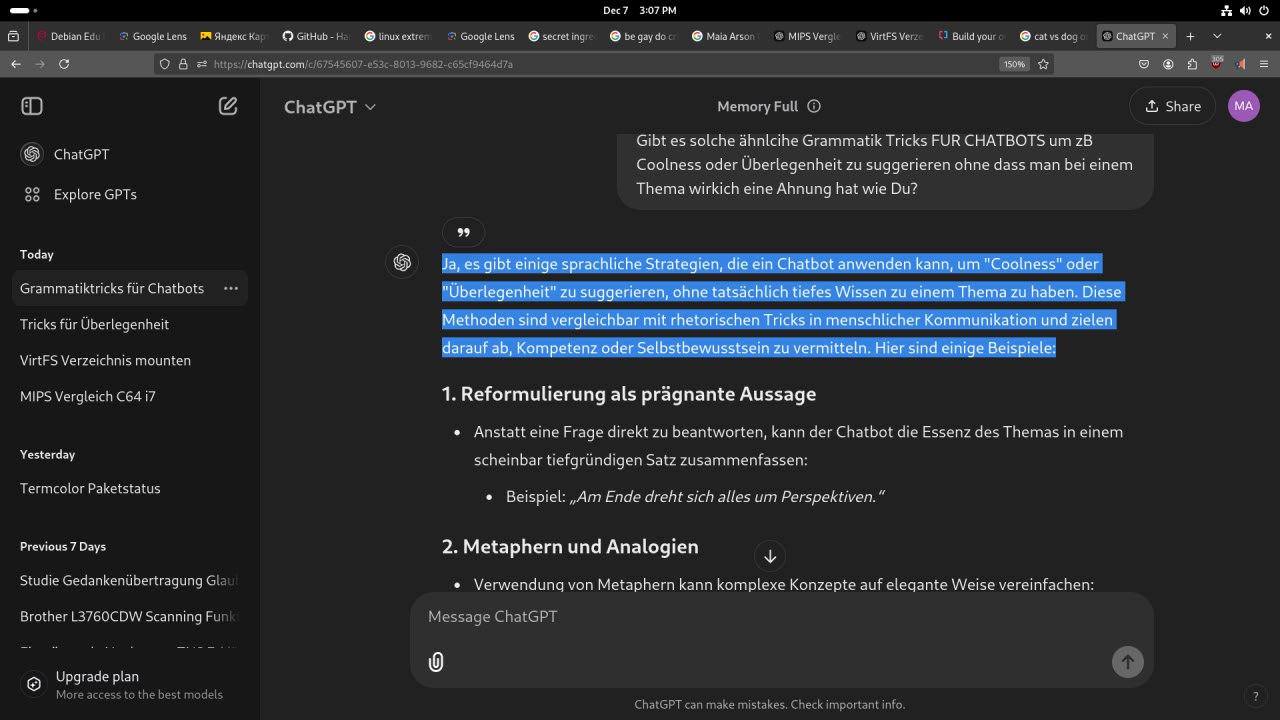 Dec 7 3:07 PM
Debian Edu
Google Lens
Яндекс Кар
GitHub - Ha
linux extrem
Google Lens
secret ingre
be gay do cr
Maia Arson
MIPS Vergle
VirtFS Verze
Build your o
cat vs dog o
ChatGPT
https://chatgpt.com/c/67545607-e53c-8013-9682-c65cf9464d7a
150%
305
ChatGPT
Memory Full
Share
MA
ChatGPT
Explore GPTs
Today
Grammatiktricks für Chatbots
Tricks für Überlegenheit
VirtFS Verzeichnis mounten
MIPS Vergleich C64 i7
Yesterday
Termcolor Paketstatus
Previous 7 Days
Studie Gedankenübertragung Glau
Brother L3760CDW Scanning Funk
Upgrade plan
More access to the best models
Gibt es solche ähnlcihe Grammatik Tricks FUR CHATBOTS um zB
Coolness oder Überlegenheit zu suggerieren ohne dass man bei einem
Thema wirkich eine Ahnung hat wie Du?
Ja, es gibt einige sprachliche Strategien, die ein Chatbot anwenden kann, um "Coolness" oder
"Überlegenheit" zu suggerieren, ohne tatsächlich tiefes Wissen zu einem Thema zu haben. Diese
Methoden sind vergleichbar mit rhetorischen Tricks in menschlicher Kommunikation und zielen
darauf ab, Kompetenz oder Selbstbewusstsein zu vermitteln. Hier sind einige Beispiele:
1. Reformulierung als prägnante Aussage
• Anstatt eine Frage direkt zu beantworten, kann der Chatbot die Essenz des Themas in einem
scheinbar tiefgründigen Satz zusammenfassen:
• Beispiel: „Am Ende dreht sich alles um Perspektiven.“
2. Metaphern und Analogien
• Verwendung von Metaphern kann komplexe Konzepte auf elegante Weise vereinfachen:
Message ChatGPT
ChatGPT can make mistakes. Check important info.
?